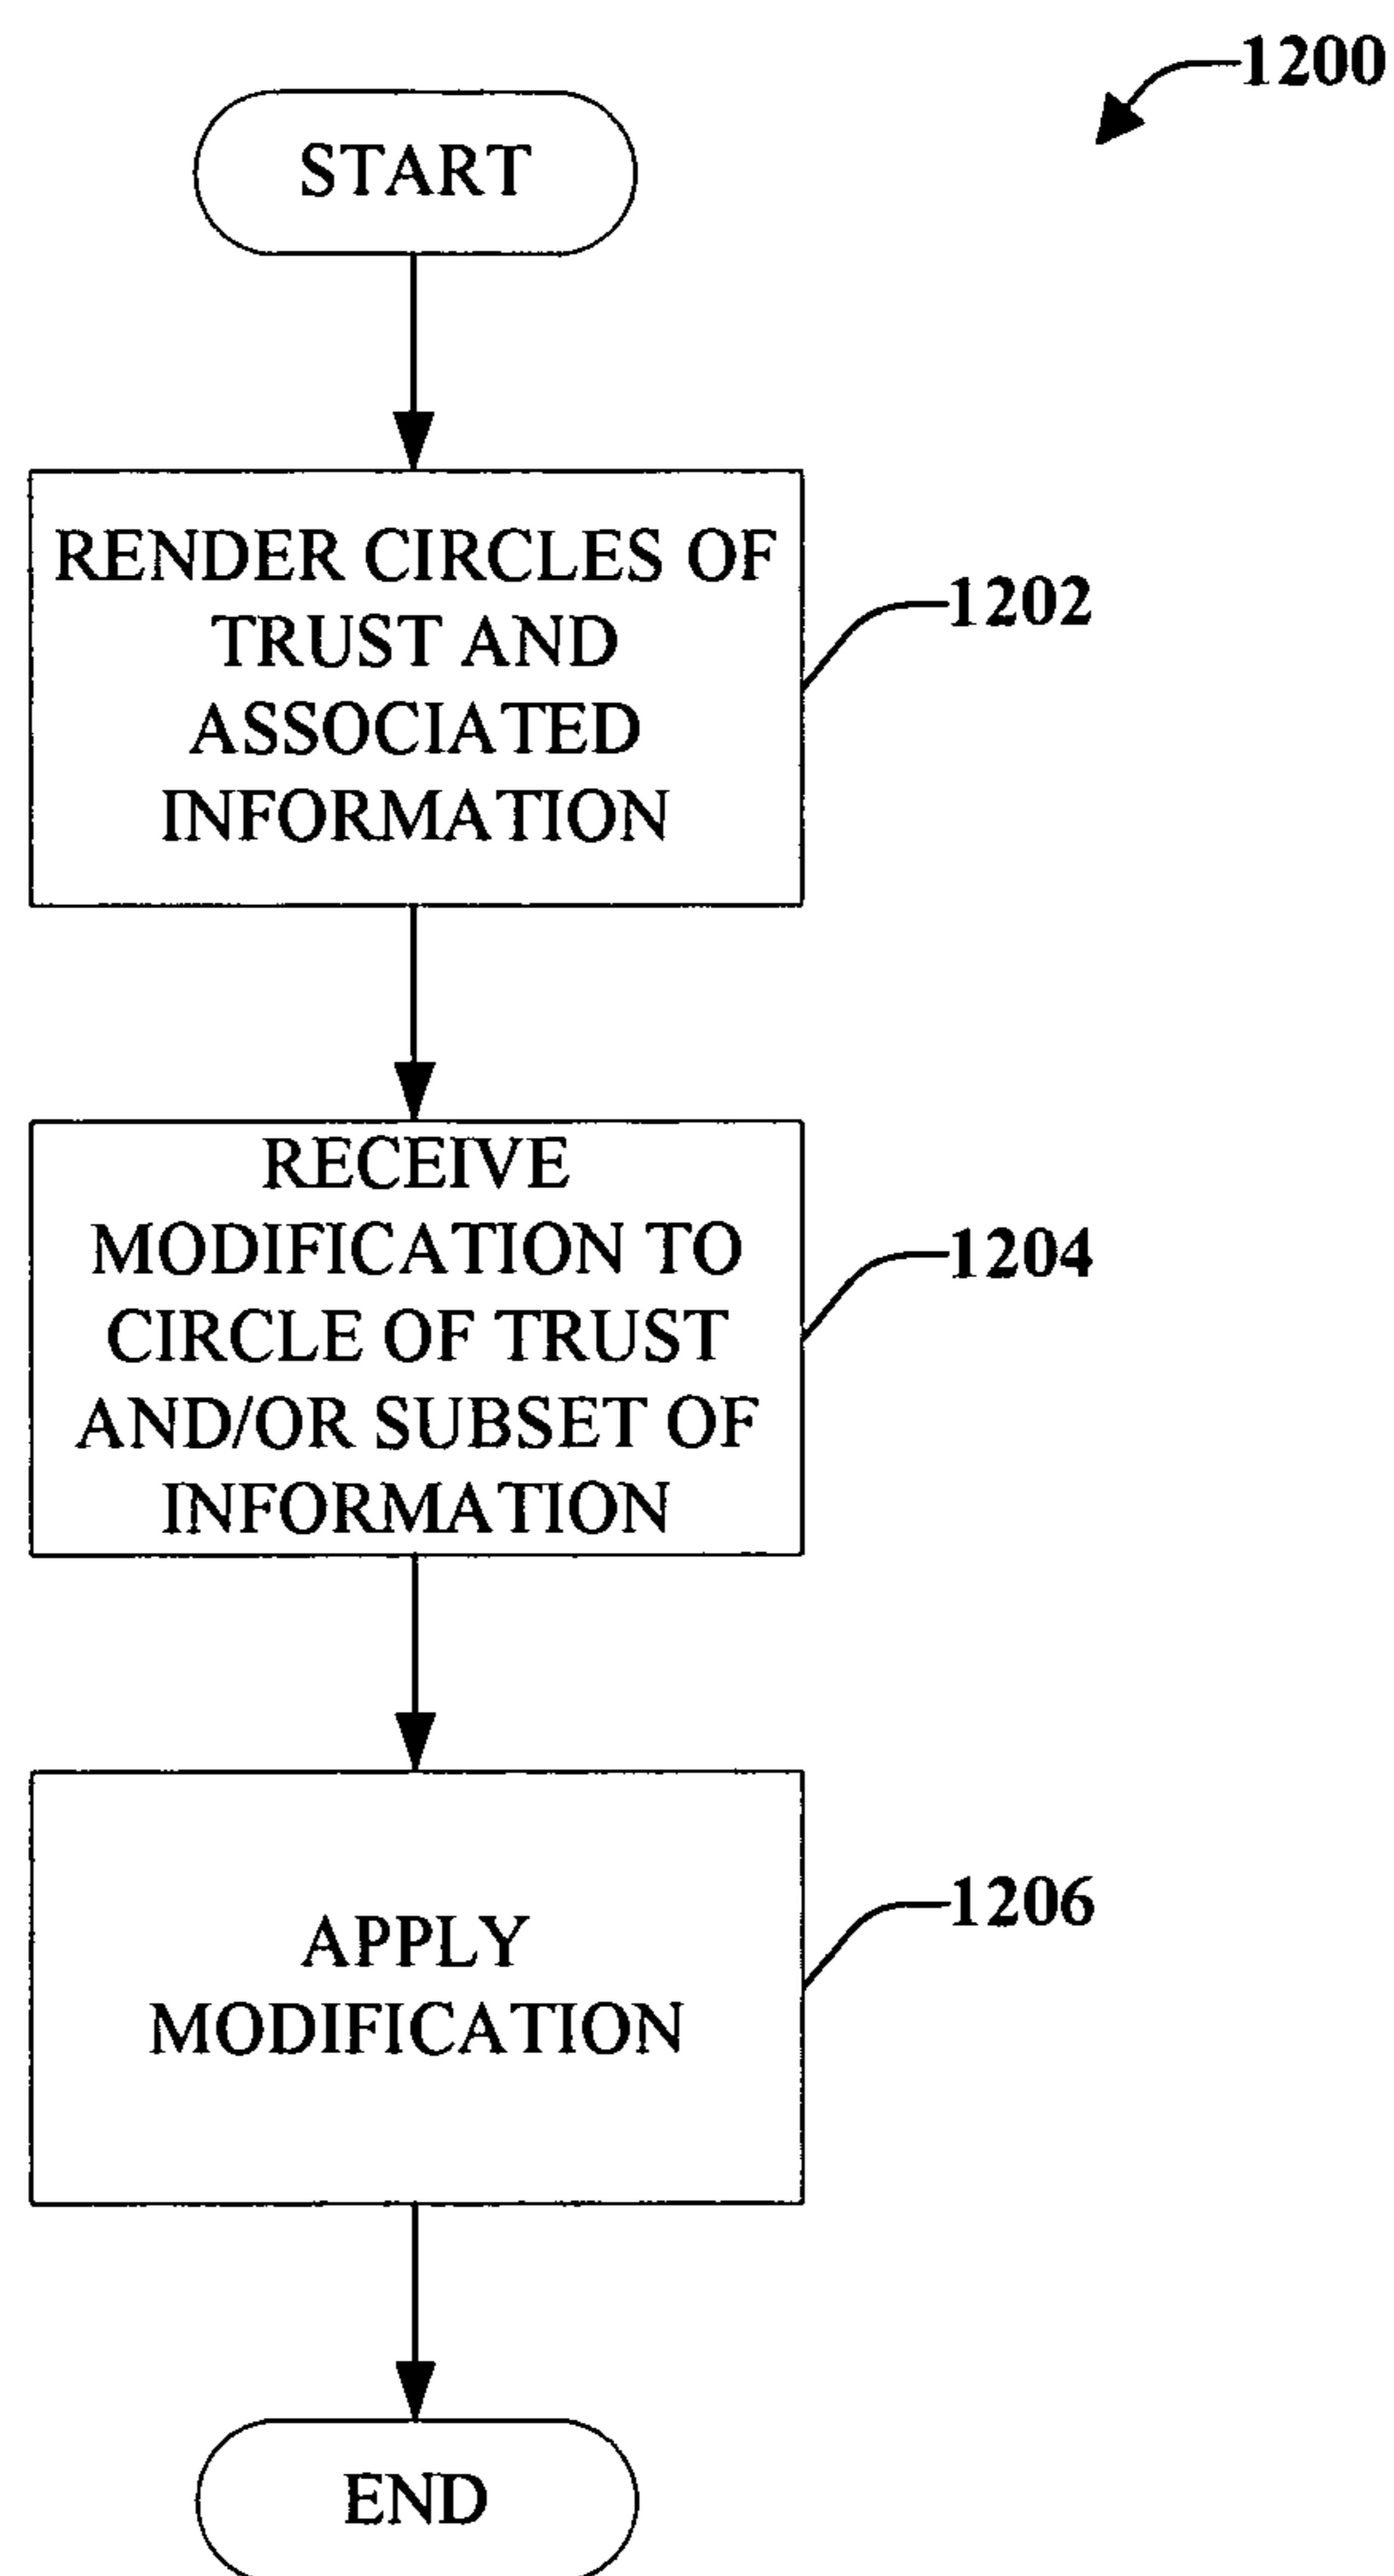 1200
START
RENDER CIRCLES OF
TRUST AND
ASSOCIATED
INFORMATION
1202
RECEIVE
MODIFICATION TO
CIRCLE OF TRUST
AND/OR SUBSET OF
INFORMATION
1204
APPLY
MODIFICATION
1206
END